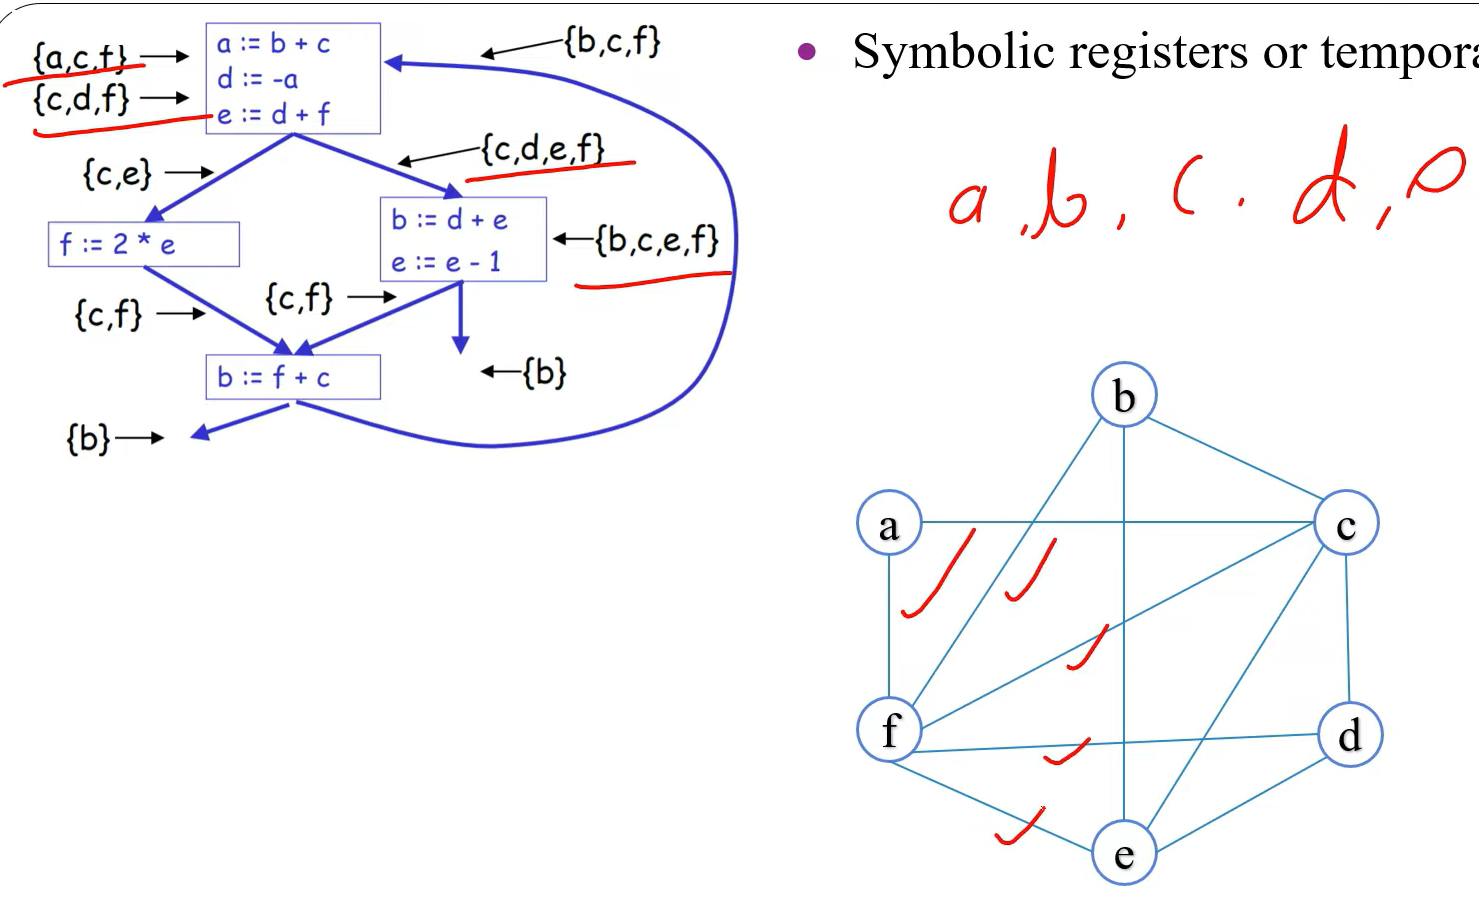 {a,c,f}
{c,d,f}
a := b + c
d := -a
e := d + f
{b,c,f}
{c,e}
{c,d,e,f}
f := 2 * e
b := d + e
e := e - 1
{b,c,e,f}
{c,f}
{c,f}
b := f + c
{b}
{b}
• Symbolic registers or tempora
a, b, c. d, e
b
a
c
f
d
e